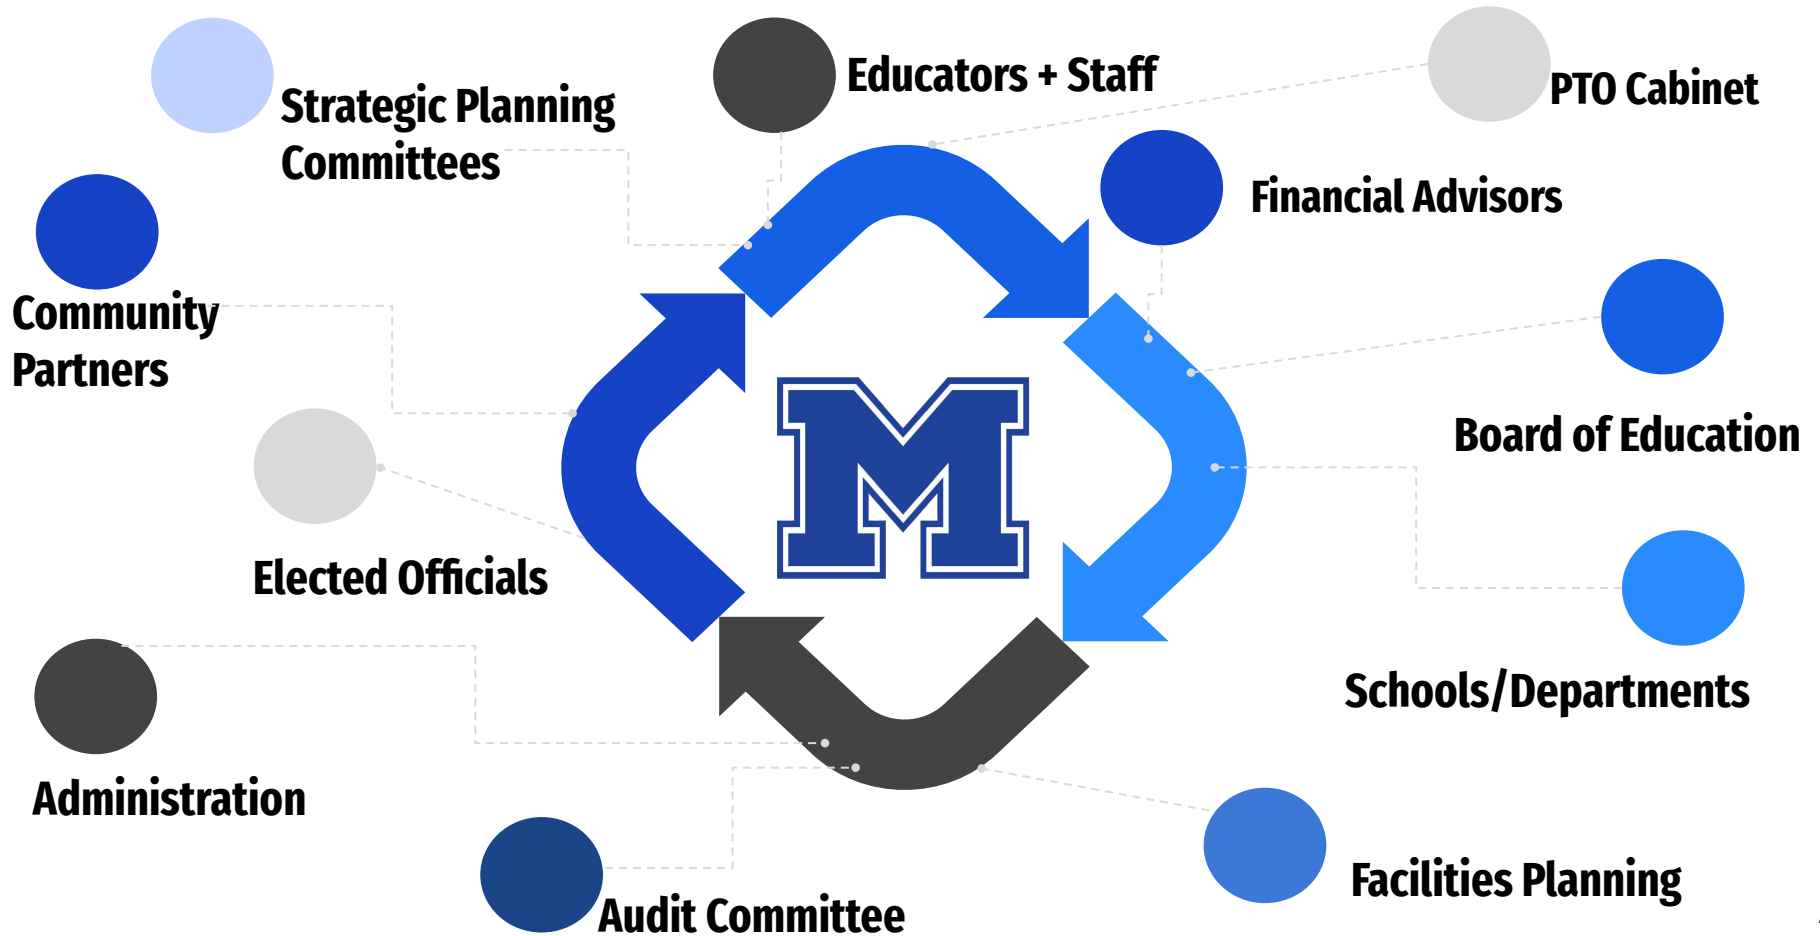 Educators + Staff
PTO Cabinet
Strategic Planning
Committees
Financial Advisors
Community
Partners
Board of Education
M
Elected Officials
Schools/Departments
Administration
Facilities Planning
Audit Committee